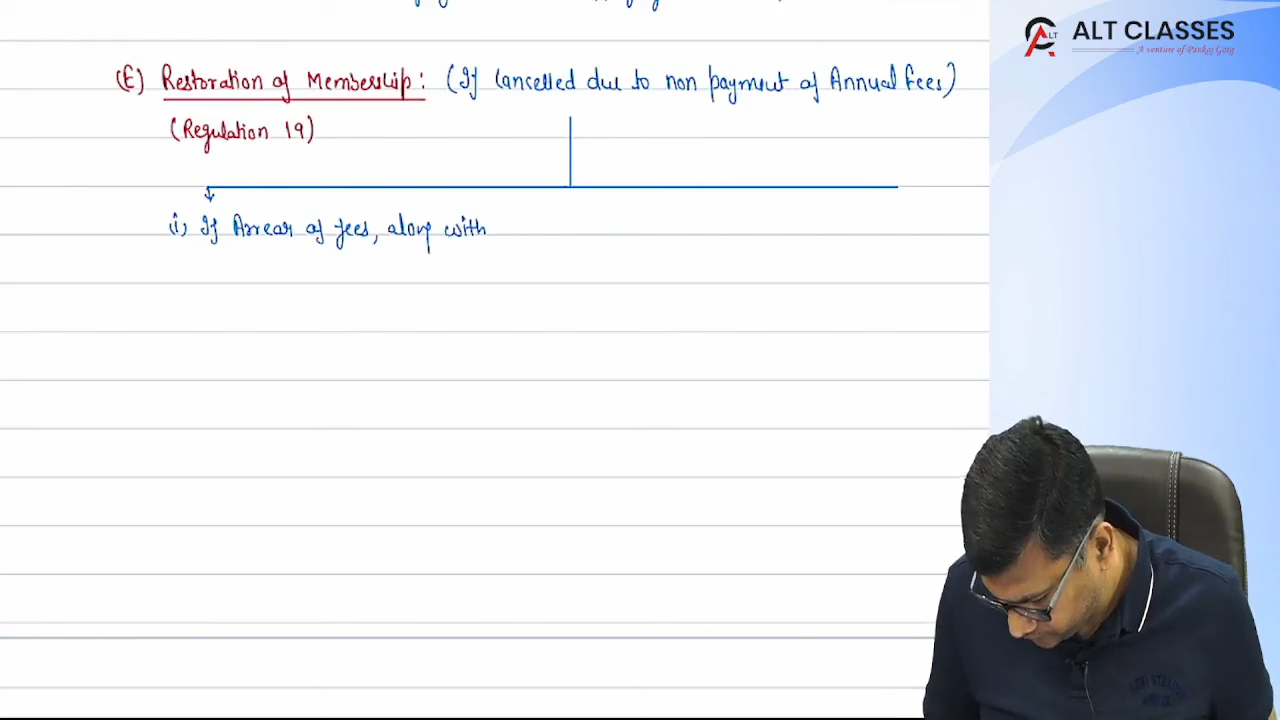 ALT CLASSES
ALT
A venture of Pankaj Garg
(E) Restoration of Membership: (If Cancelled due to non payment of Annual Fees)
(Regulation 19)
(i) If Arrear of fees, along with